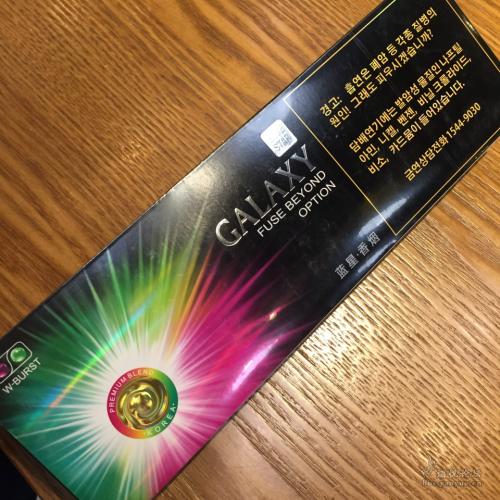 경고: 흡연은 폐암 등 각종 질병의
원인! 그래도 피우시겠습니까?
담배연기에는 발암성 물질인 나프틸
아민, 니켈, 벤젠, 비닐 크롤라이드,
비소, 카드뮴이 들어있습니다.
금연상담전화 1544-9030
STAR
GALAXY
FUSE BEYOND
OPTION
蓝星·香烟
W-BURST
PREMIUM BLEND
KOREA